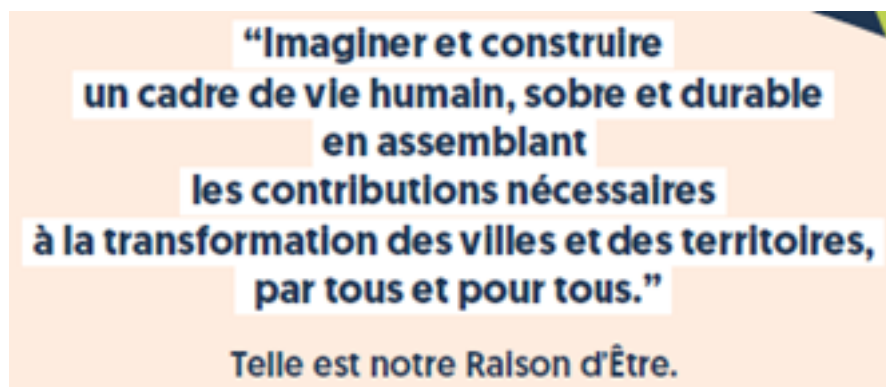 “Imaginer et construire
un cadre de vie humain, sobre et durable
en assemblant
les contributions nécessaires
à la transformation des villes et des territoires,
par tous et pour tous.”
Telle est notre Raison d'Être.